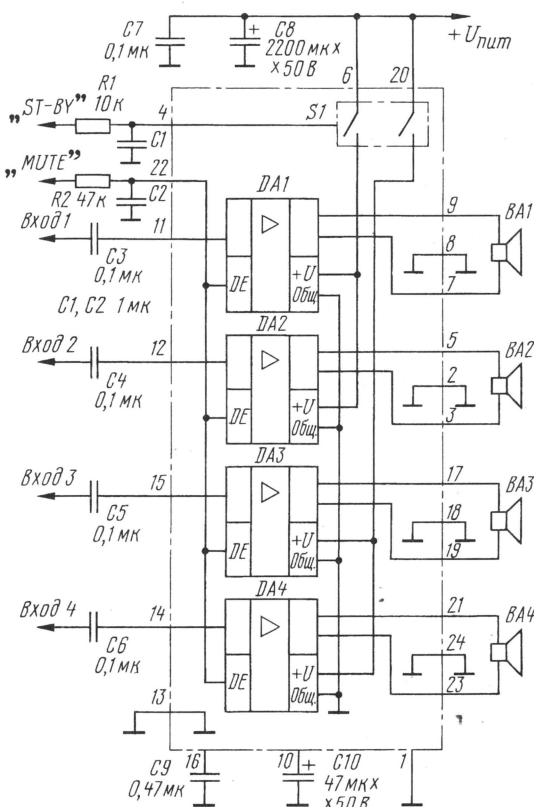 C7
0,1 мк
C8
2200 мк×
×50 В
+U пит
6
20
R1
10 к
"ST-BY"
4
S1
C1
"MUTE"
22
R2 47 к
C2
DA1
9
BA1
Вход 1
11
8
C3
0,1 мк
DE
+U
Общ.
7
C1, C2 1 мк
DA2
5
BA2
Вход 2
12
2
C4
0,1 мк
DE
+U
Общ.
3
DA3
17
BA3
Вход 3
15
18
C5
0,1 мк
DE
+U
Общ.
19
DA4
21
BA4
Вход 4
14
24
C6
0,1 мк
DE
+U
Общ.
23
13
C9
0,47 мк
16
10
C10
47 мк×
×50 В
1